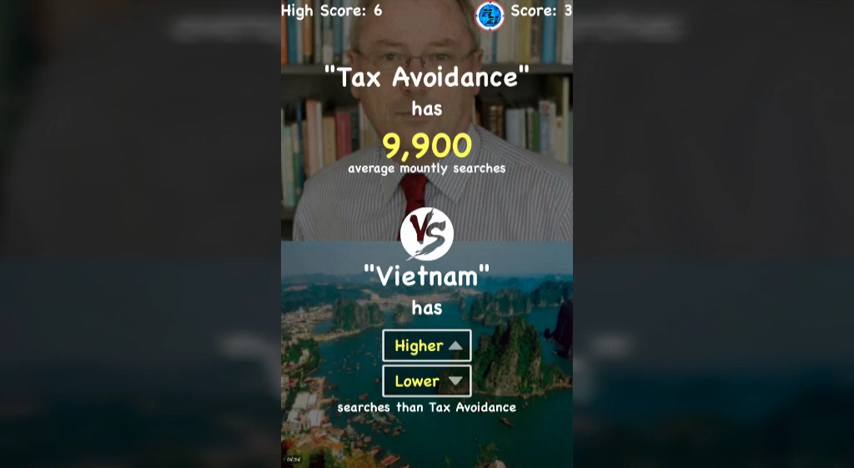 High Score: 6
Score: 3
"Tax Avoidance"
has
9,900
average mountly searches
VS
"Vietnam"
has
Higher
Lower
searches than Tax Avoidance